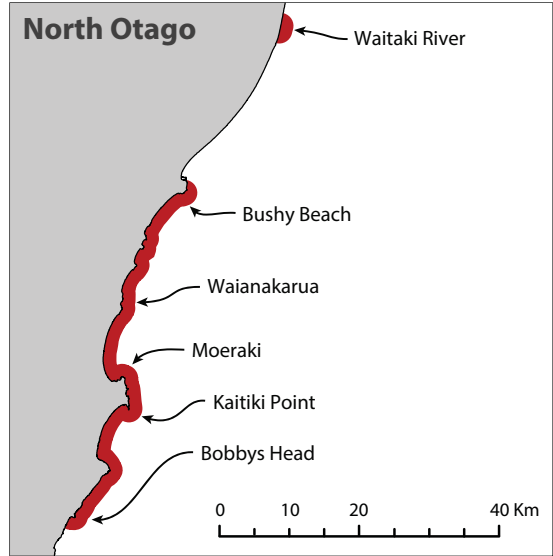 North Otago
Waitaki River
Bushy Beach
Waianakarua
Moeraki
Kaitiki Point
Bobbys Head
0 10 20 40 Km